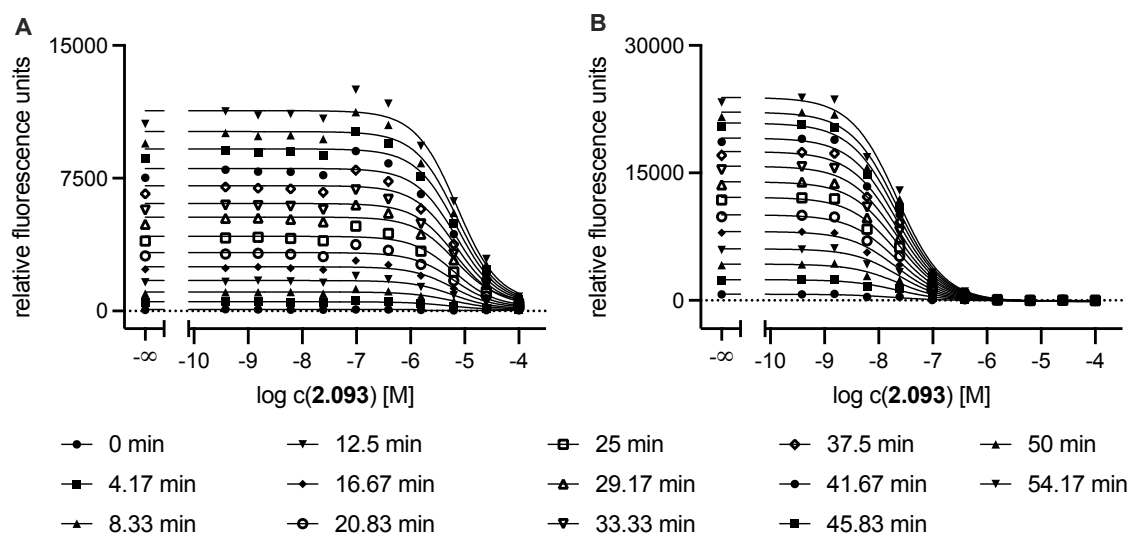 A
B
relative fluorescence units
15000
7500
0
-∞
-10
-9
-8
-7
-6
-5
-4
log c(2.093) [M]
relative fluorescence units
30000
15000
0
-∞
-10
-9
-8
-7
-6
-5
-4
log c(2.093) [M]
0 min
12.5 min
25 min
37.5 min
50 min
4.17 min
16.67 min
29.17 min
41.67 min
54.17 min
8.33 min
20.83 min
33.33 min
45.83 min